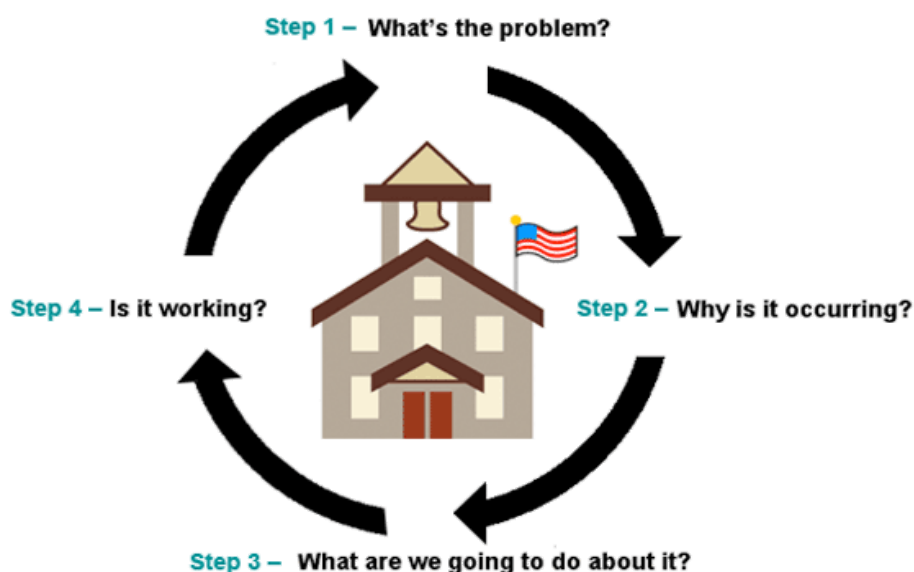 Step 1 – What's the problem?
Step 2 – Why is it occurring?
Step 3 – What are we going to do about it?
Step 4 – Is it working?